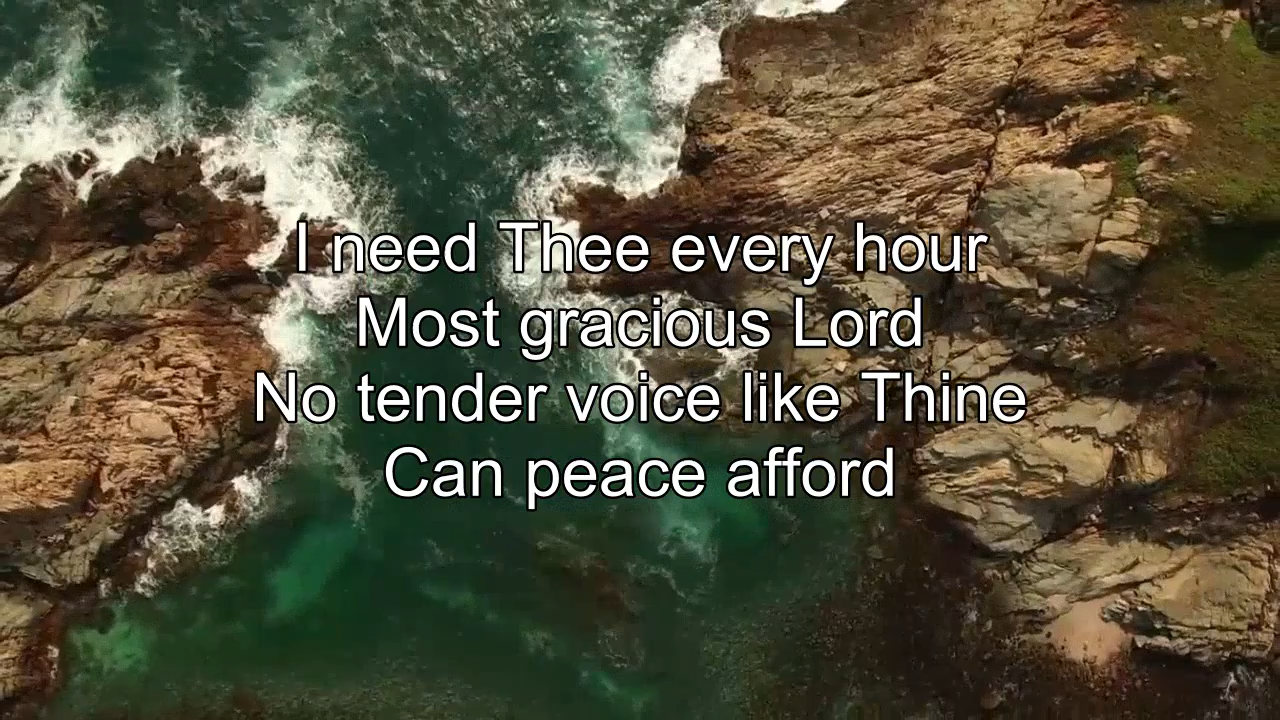 I need Thee every hour
Most gracious Lord
No tender voice like Thine
Can peace afford